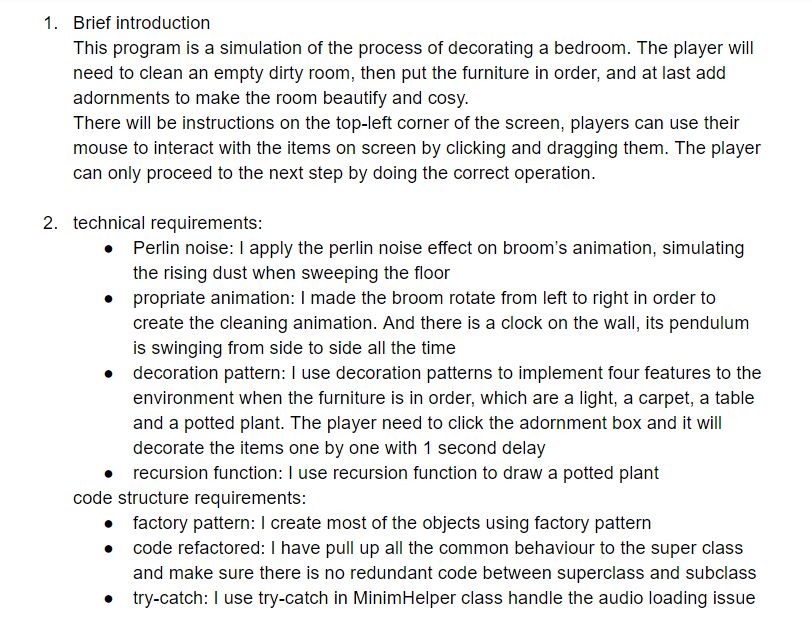 1. Brief introduction
This program is a simulation of the process of decorating a bedroom. The player will
need to clean an empty dirty room, then put the furniture in order, and at last add
adornments to make the room beautify and cosy.
There will be instructions on the top-left corner of the screen, players can use their
mouse to interact with the items on screen by clicking and dragging them. The player
can only proceed to the next step by doing the correct operation.
2. technical requirements:
● Perlin noise: I apply the perlin noise effect on broom's animation, simulating
the rising dust when sweeping the floor
● propriate animation: I made the broom rotate from left to right in order to
create the cleaning animation. And there is a clock on the wall, its pendulum
is swinging from side to side all the time
● decoration pattern: I use decoration patterns to implement four features to the
environment when the furniture is in order, which are a light, a carpet, a table
and a potted plant. The player need to click the adornment box and it will
decorate the items one by one with 1 second delay
● recursion function: I use recursion function to draw a potted plant
code structure requirements:
● factory pattern: I create most of the objects using factory pattern
● code refactored: I have pull up all the common behaviour to the super class
and make sure there is no redundant code between superclass and subclass
● try-catch: I use try-catch in MinimHelper class handle the audio loading issue